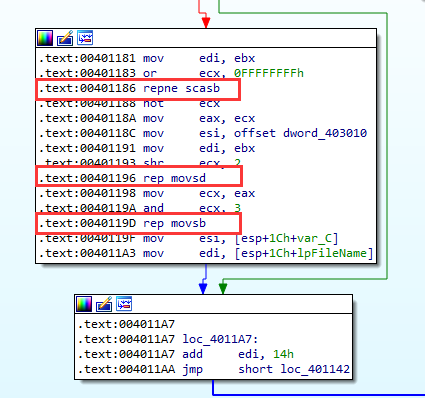 .text:00401181 mov edi, ebx
.text:00401183 or ecx, 0FFFFFFFFh
.text:00401186 repne scasb
.text:00401188 not ecx
.text:0040118A mov eax, ecx
.text:0040118C mov esi, offset dword_403010
.text:00401191 mov edi, ebx
.text:00401193 shr ecx, 2
.text:00401196 rep movsd
.text:00401198 mov ecx, eax
.text:0040119A and ecx, 3
.text:0040119D rep movsb
.text:0040119F mov esi, [esp+1Ch+var_C]
.text:004011A3 mov edi, [esp+1Ch+lpFileName]
.text:004011A7
.text:004011A7 loc_4011A7:
.text:004011A7 add edi, 14h
.text:004011AA jmp short loc_401142